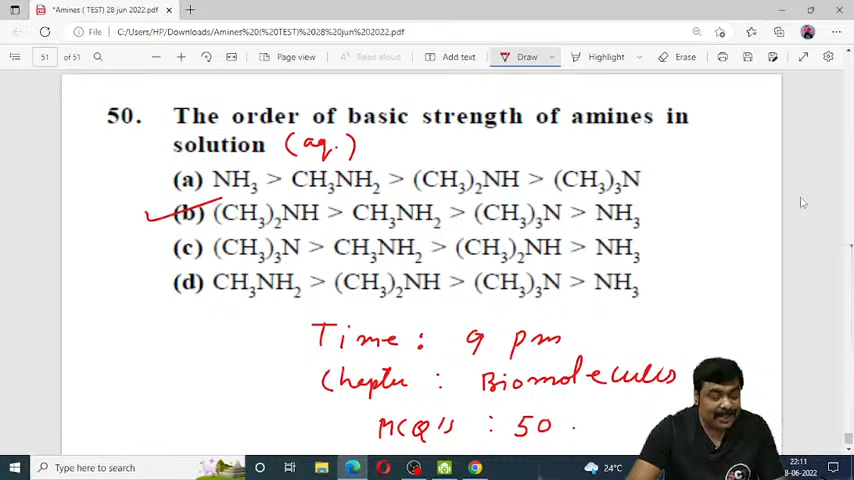 *Amines ( TEST) 28 jun 2022.pdf
File C:/Users/HP/Downloads/Amines%20(%20TEST)%2028%20jun%202022.pdf
51 of 51 Page view Read aloud Add text Draw Highlight Erase
50. The order of basic strength of amines in
solution (aq.)
(a) NH₃ > CH₃NH₂ > (CH₃)₂NH > (CH₃)₃N
(b) (CH₃)₂NH > CH₃NH₂ > (CH₃)₃N > NH₃
(c) (CH₃)₃N > CH₃NH₂ > (CH₃)₂NH > NH₃
(d) CH₃NH₂ > (CH₃)₂NH > (CH₃)₃N > NH₃
Time : 9 pm
Chapter : Biomolecules
MCQ's : 50 .
Type here to search 24°C 22:11